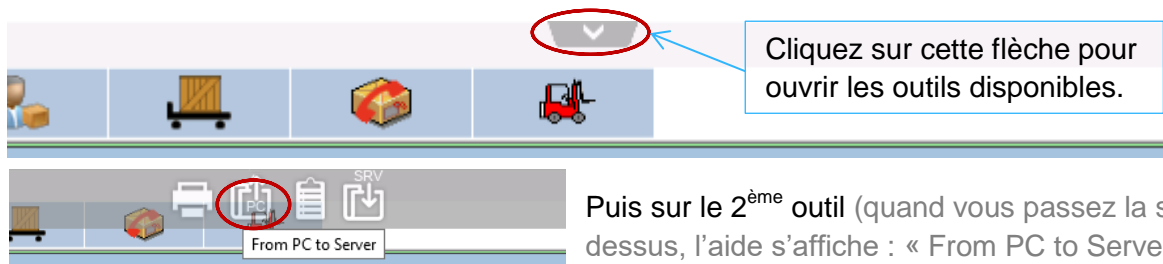 Cliquez sur cette flèche pour
ouvrir les outils disponibles.
SRV
PC
From PC to Server
Puis sur le 2ème outil (quand vous passez la
dessus, l’aide s’affiche : « From PC to Serve